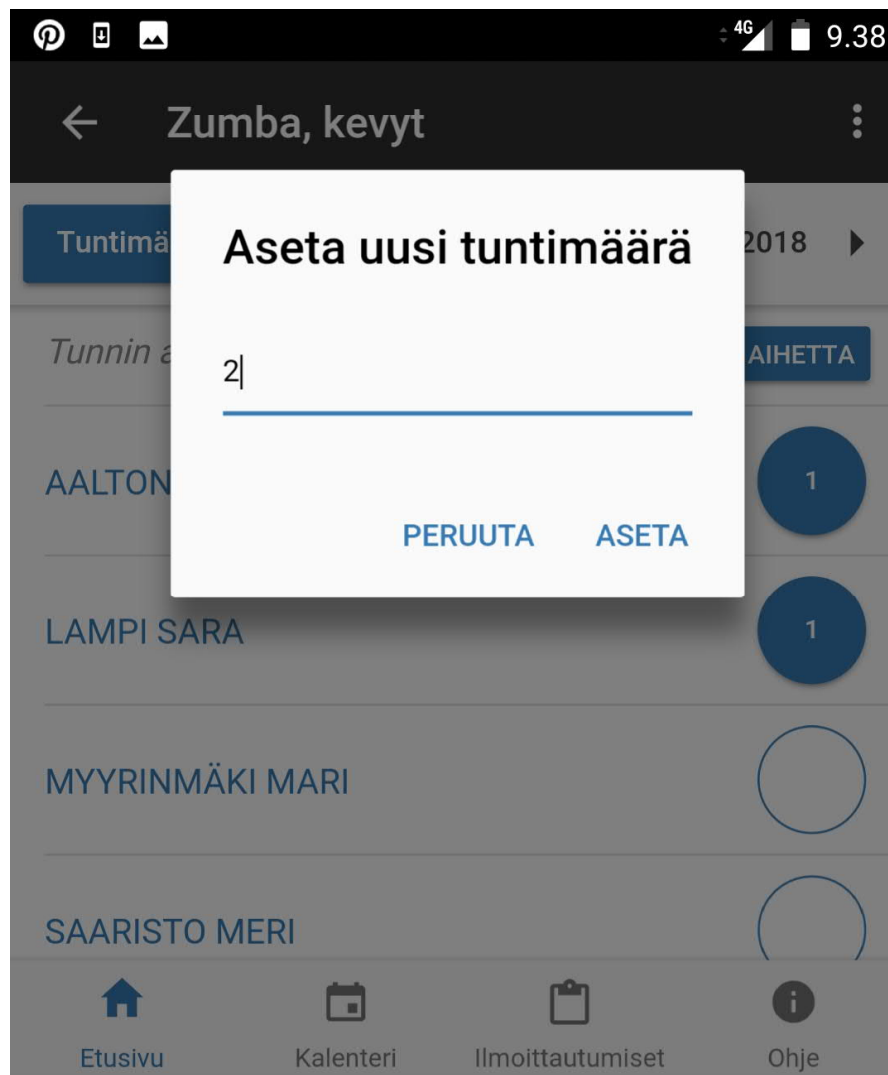 4G 9.38
Zumba, kevyt
Tuntimä 2018
Aseta uusi tuntimäärä
Tunnin a AIHETTA
2
AALTON 1
PERUUTA ASETA
LAMPI SARA 1
MYYRINMÄKI MARI
SAARISTO MERI
Etusivu Kalenteri Ilmoittautumiset Ohje